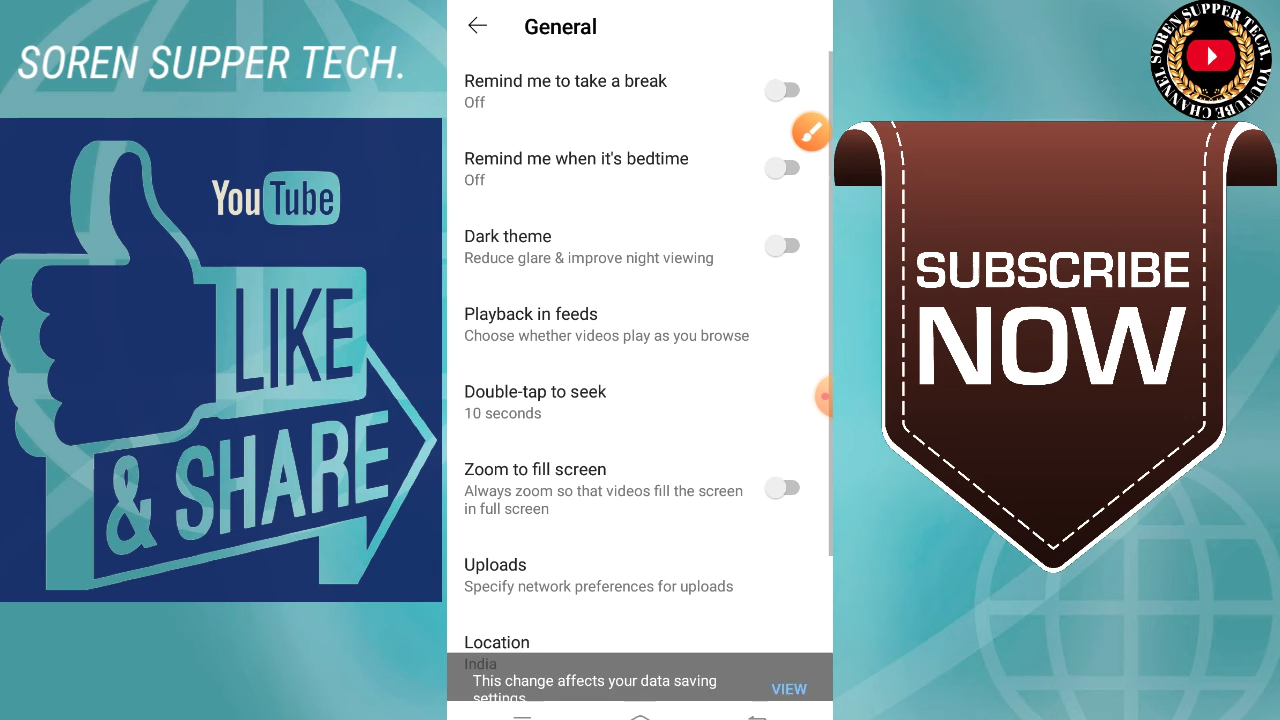 SOREN SUPPER TECH.
YouTube
LIKE
& SHARE
General
Remind me to take a break
Off
Remind me when it's bedtime
Off
Dark theme
Reduce glare & improve night viewing
Playback in feeds
Choose whether videos play as you browse
Double-tap to seek
10 seconds
Zoom to fill screen
Always zoom so that videos fill the screen
in full screen
Uploads
Specify network preferences for uploads
Location
India
This change affects your data saving
settings
VIEW
SOREN SUPPER TECH.
YOUTUBE CHANNEL
SUBSCRIBE
NOW